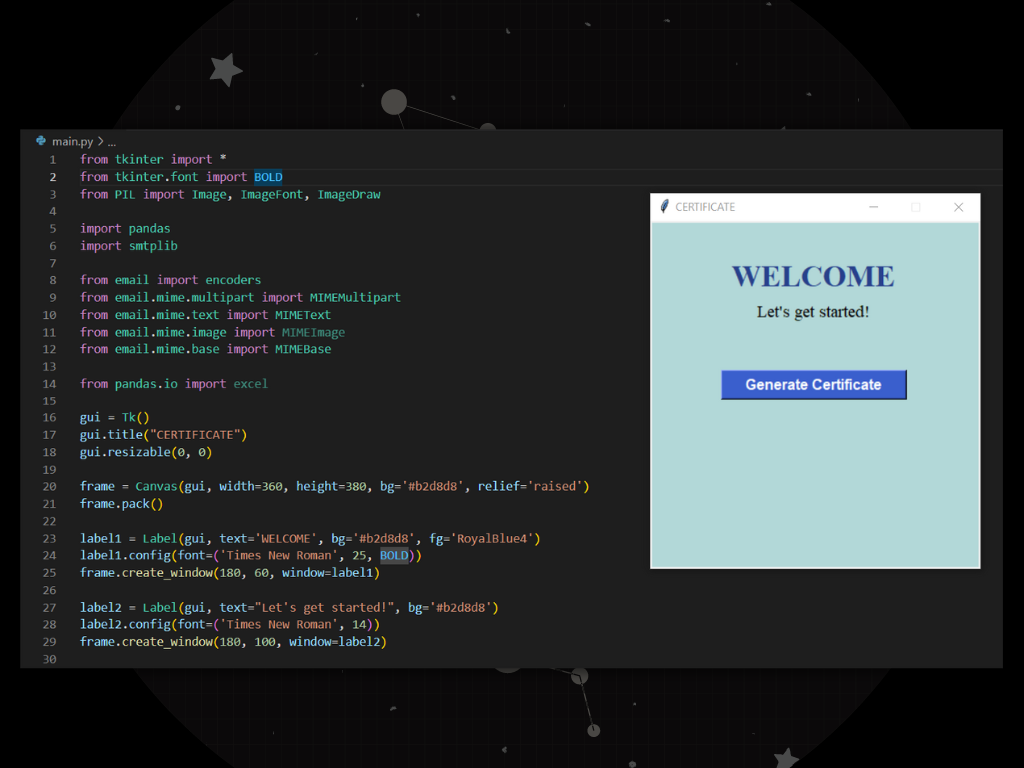 main.py > ...
1 from tkinter import *
2 from tkinter.font import BOLD
3 from PIL import Image, ImageFont, ImageDraw
4
5 import pandas
6 import smtplib
7
8 from email import encoders
9 from email.mime.multipart import MIMEMultipart
10 from email.mime.text import MIMEText
11 from email.mime.image import MIMEImage
12 from email.mime.base import MIMEBase
13
14 from pandas.io import excel
15
16 gui = Tk()
17 gui.title("CERTIFICATE")
18 gui.resizable(0, 0)
19
20 frame = Canvas(gui, width=360, height=380, bg='#b2d8d8', relief='raised')
21 frame.pack()
22
23 label1 = Label(gui, text='WELCOME', bg='#b2d8d8', fg='RoyalBlue4')
24 label1.config(font=('Times New Roman', 25, BOLD))
25 frame.create_window(180, 60, window=label1)
26
27 label2 = Label(gui, text="Let's get started!", bg='#b2d8d8')
28 label2.config(font=('Times New Roman', 14))
29 frame.create_window(180, 100, window=label2)
30
CERTIFICATE
WELCOME
Let's get started!
Generate Certificate